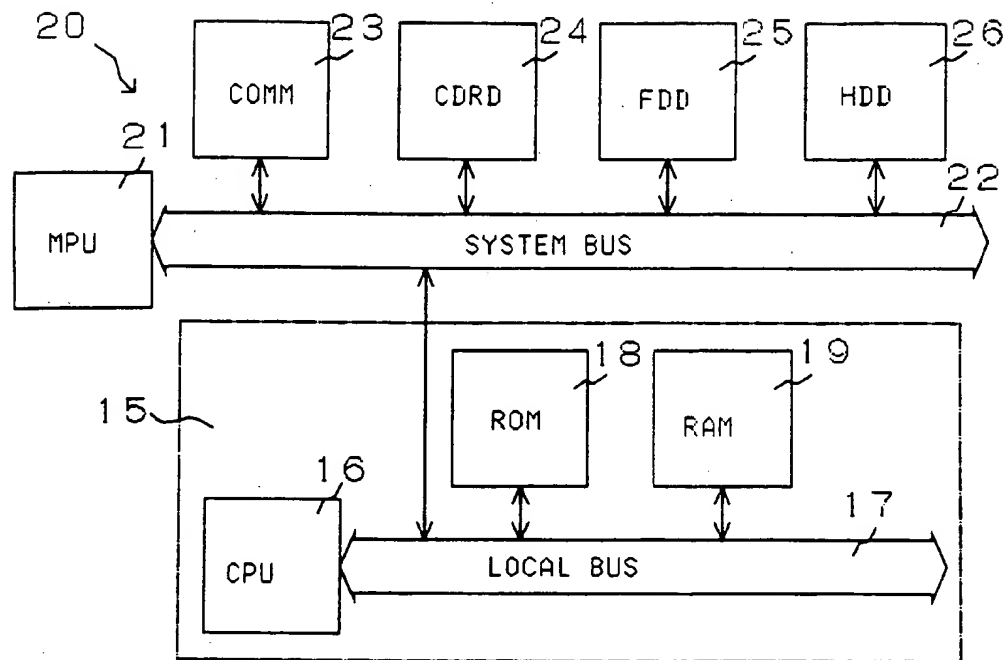 20
23
24
25
26
COMM
CDRD
FDD
HDD
21
22
MPU
SYSTEM BUS
18
19
15
ROM
RAM
16
17
CPU
LOCAL BUS